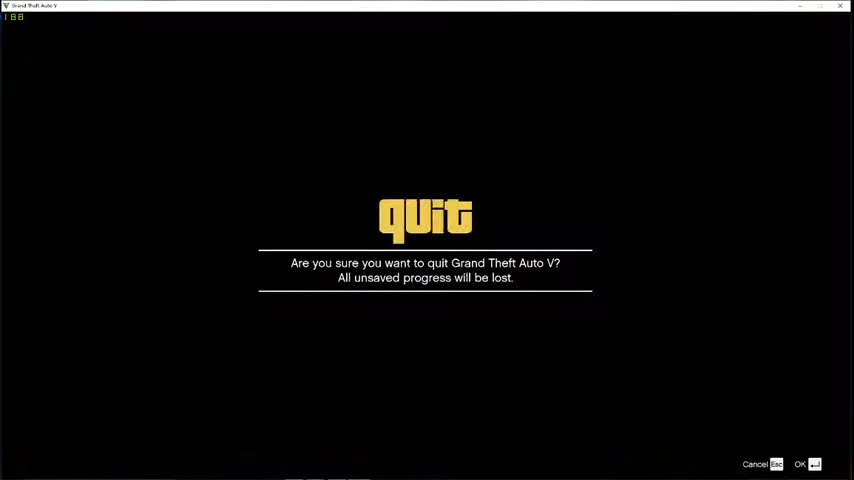 Grand Theft Auto V
quit
Are you sure you want to quit Grand Theft Auto V?
All unsaved progress will be lost.
Cancel Esc OK